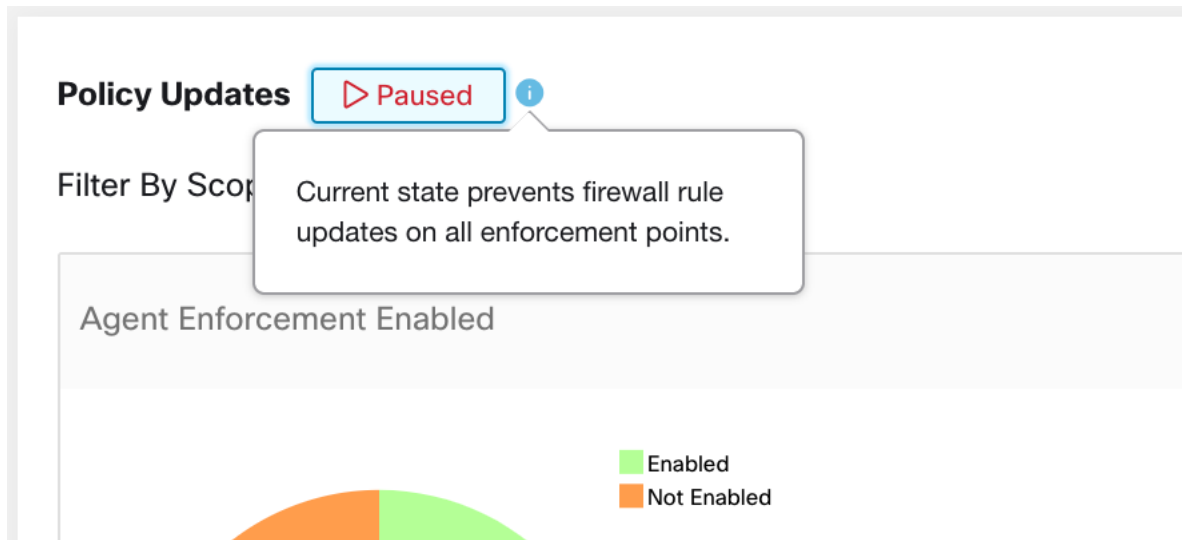 Policy Updates Paused
Filter By
Current state prevents firewall rule
updates on all enforcement points.
Agent Enforcement Enabled
Enabled
Not Enabled